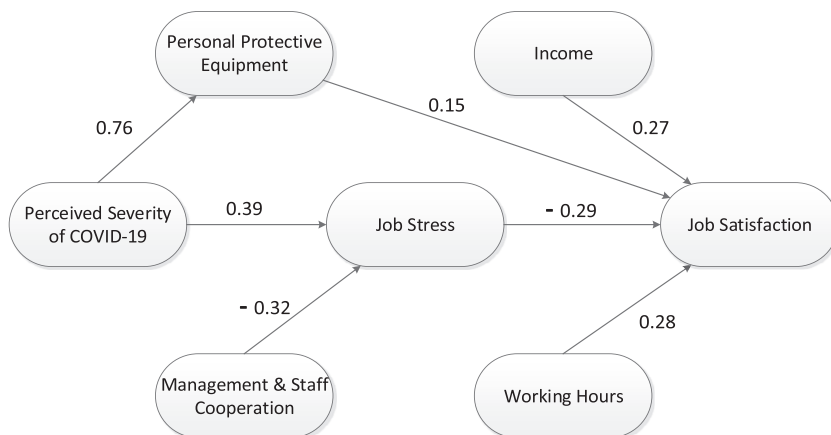 Personal Protective
Equipment
Income
0.76
0.15
0.27
Perceived Severity
of COVID-19
0.39
Job Stress
- 0.29
Job Satisfaction
- 0.32
0.28
Management & Staff
Cooperation
Working Hours